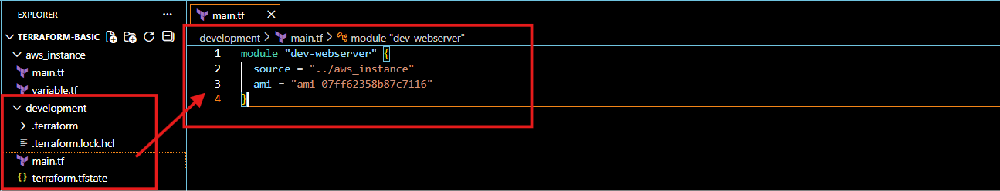 EXPLORER
TERRAFORM-BASIC
aws_instance
main.tf
variable.tf
development
.terraform
.terraform.lock.hcl
main.tf
terraform.tfstate
main.tf
development > main.tf > module "dev-webserver"
1 module "dev-webserver" {
2 source = "../aws_instance"
3 ami = "ami-07ff62358b87c7116"
4 }